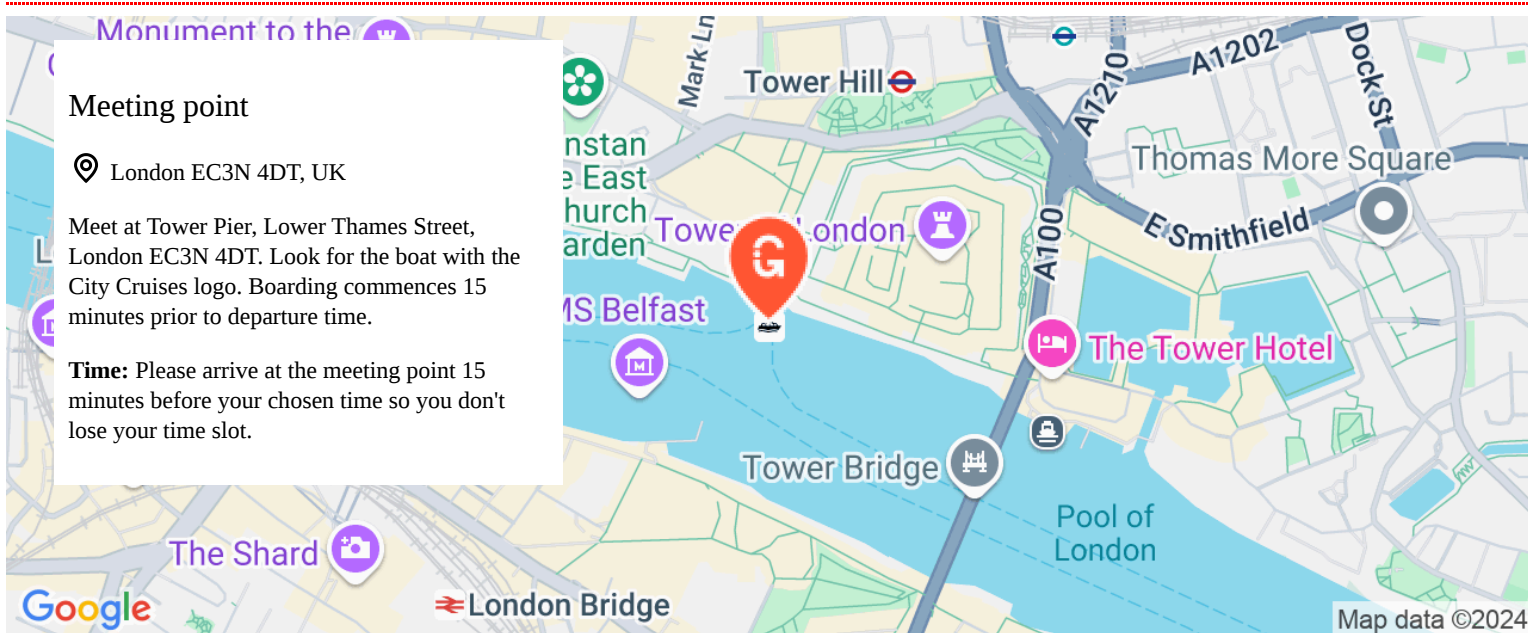 Monument to the
Meeting point
London EC3N 4DT, UK
Meet at Tower Pier, Lower Thames Street,
London EC3N 4DT. Look for the boat with the
City Cruises logo. Boarding commences 15
minutes prior to departure time.
Time: Please arrive at the meeting point 15
minutes before your chosen time so you don't
lose your time slot.
Mark Ln
Tower Hill
A1210
A1202
Dock St
nstan
East
hurch
arden
Thomas More Square
Tower
London
G
A100
E Smithfield
MS Belfast
The Tower Hotel
M
Tower Bridge
Pool of
London
The Shard
London Bridge
Google
Map data ©2024